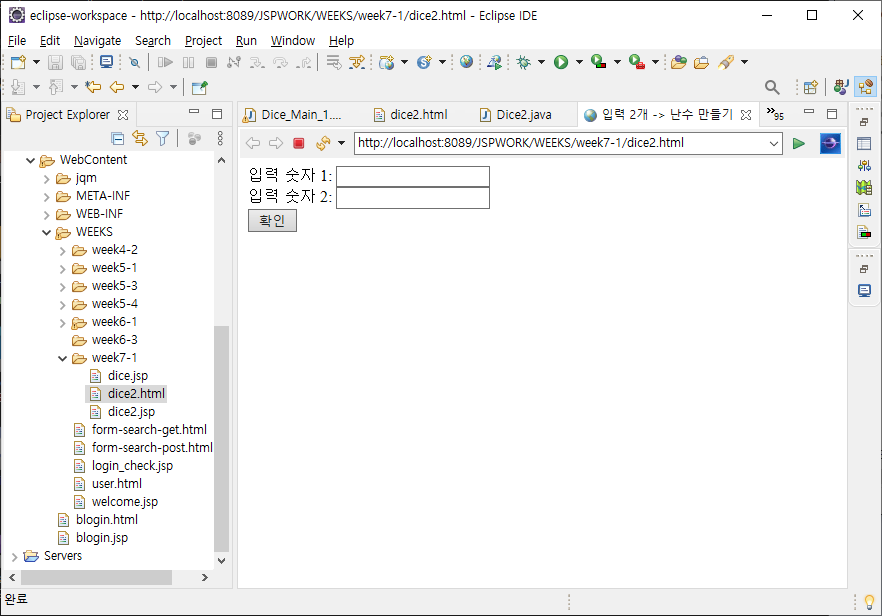 eclipse-workspace - http://localhost:8089/JSPWORK/WEEKS/week7-1/dice2.html - Eclipse IDE
File Edit Navigate Search Project Run Window Help
Project Explorer
WebContent
jqm
META-INF
WEB-INF
WEEKS
week4-2
week5-1
week5-3
week5-4
week6-1
week6-3
week7-1
dice.jsp
dice2.html
dice2.jsp
form-search-get.html
form-search-post.html
login_check.jsp
user.html
welcome.jsp
blogin.html
blogin.jsp
Servers
Dice_Main_1.... dice2.html Dice2.java 입력 2개 -> 난수 만들기 95
http://localhost:8089/JSPWORK/WEEKS/week7-1/dice2.html
입력 숫자 1:
입력 숫자 2:
확인
완료